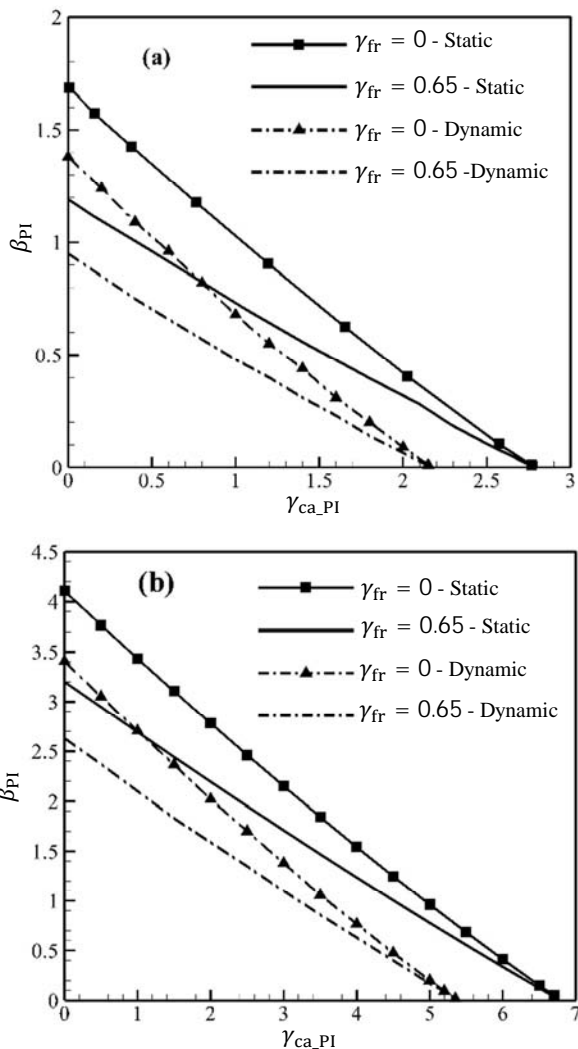 2
(a)
γfr = 0 - Static
γfr = 0.65 - Static
γfr = 0 - Dynamic
γfr = 0.65 -Dynamic
1.5
1
0.5
0
βPI
0 0.5 1 1.5 2 2.5 3
γca_PI
4.5
(b)
γfr = 0 - Static
γfr = 0.65 - Static
γfr = 0 - Dynamic
γfr = 0.65 - Dynamic
4
3.5
3
2.5
2
1.5
1
0.5
0
βPI
0 1 2 3 4 5 6 7
γca_PI